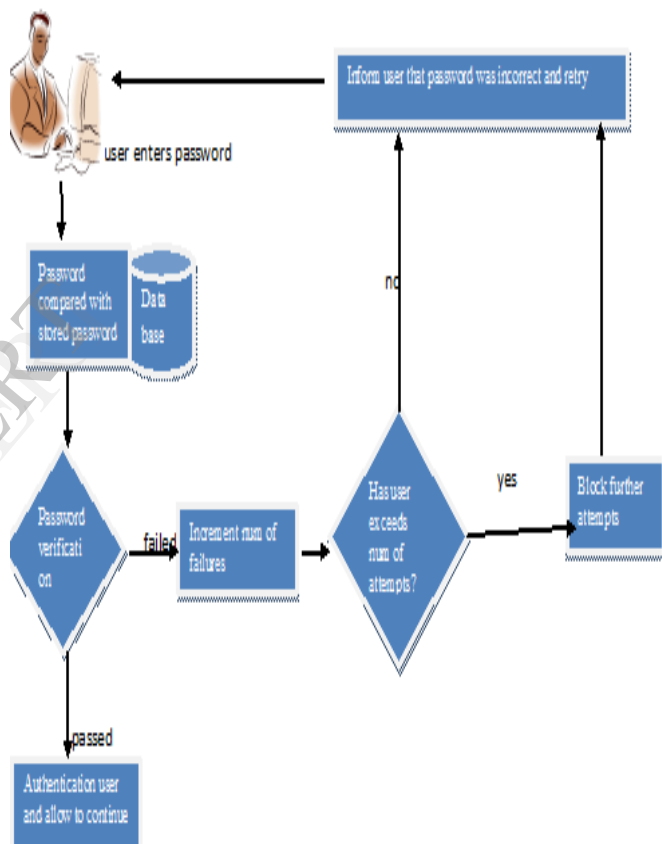 Inform user that password was incorrect and retry
user enters password
Password
compared with
stored password
Data
base
no
Password
verificati
on
failed
Increment num of
failures
Has user
exceeds
num of
attempts?
yes
Block further
attempts
passed
Authentication user
and allow to continue